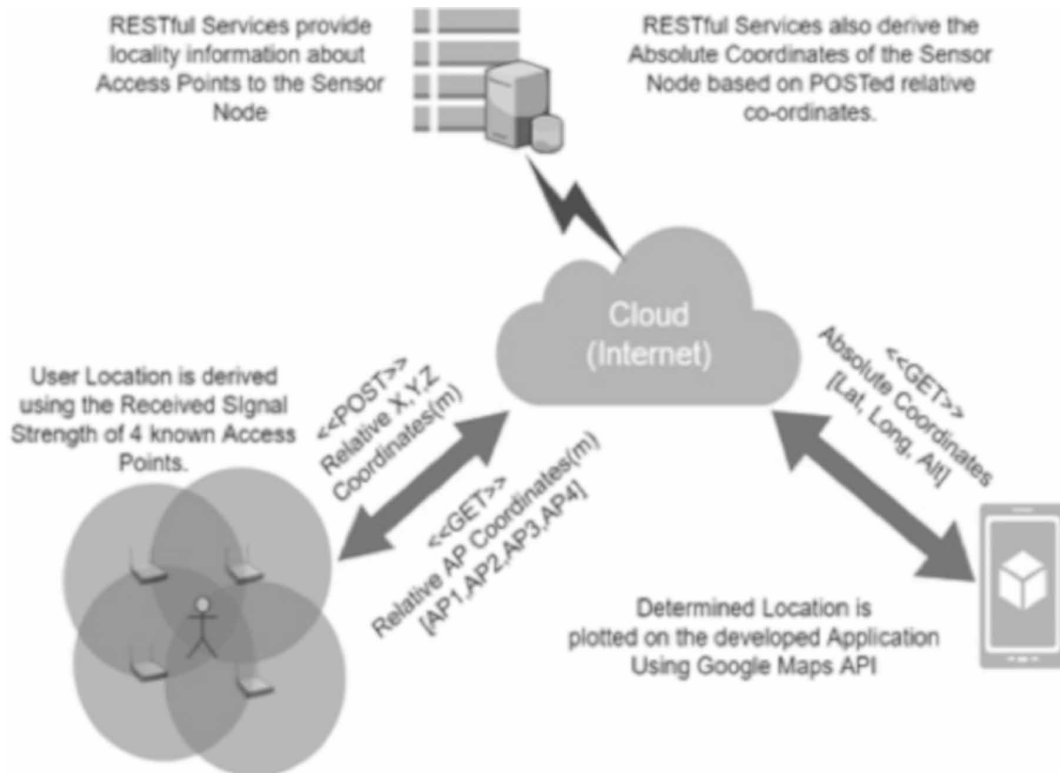 RESTful Services provide
locality information about
Access Points to the Sensor
Node
RESTful Services also derive the
Absolute Coordinates of the Sensor
Node based on POSTed relative
co-ordinates.
Cloud
(Internet)
User Location is derived
using the Received SIgnal
Strength of 4 known Access
Points.
<<POST>>
Relative X,Y,Z
Coordinates(m)
<<GET>>
Relative AP Coordinates(m)
[AP1,AP2,AP3,AP4]
<<GET>>
Absolute Coordinates
[Lat, Long, Alt]
Determined Location is
plotted on the developed Application
Using Google Maps API